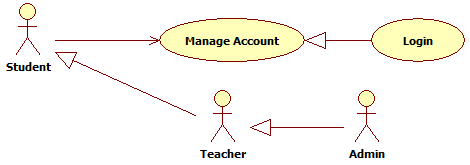 Manage Account
Login
Student
Teacher
Admin